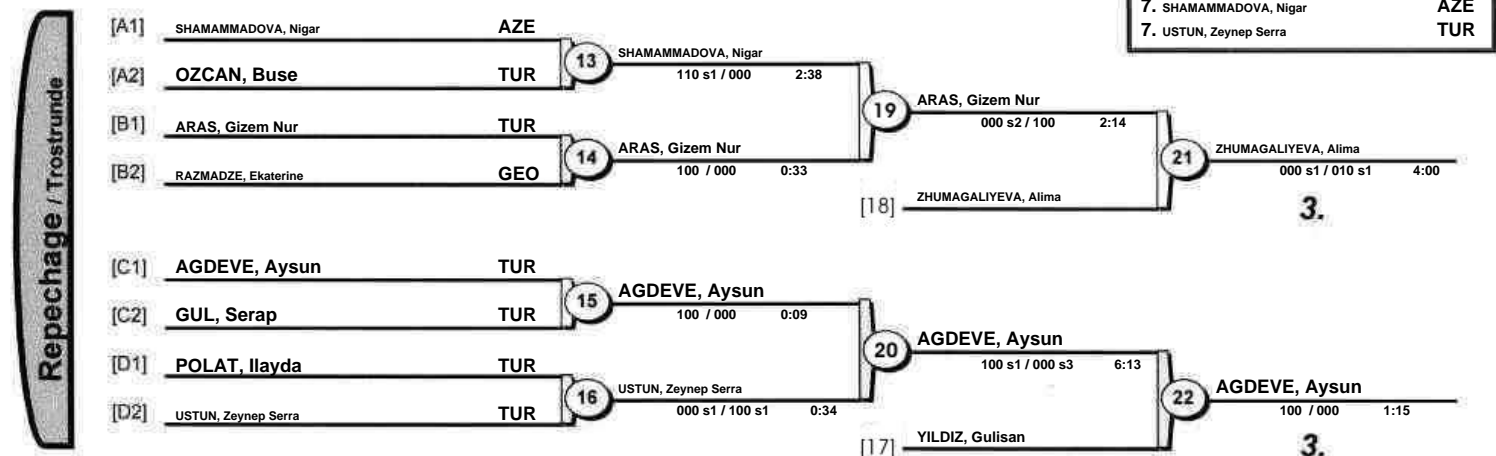 7. SHAMAMMADOVA, Nigar AZE
7. USTUN, Zeynep Serra TUR
Repechage / Trostrunde
[A1] SHAMAMMADOVA, Nigar AZE
[A2] OZCAN, Buse TUR
13
SHAMAMMADOVA, Nigar
110 s1 / 000 2:38
[B1] ARAS, Gizem Nur TUR
[B2] RAZMADZE, Ekaterine GEO
14
ARAS, Gizem Nur
100 / 000 0:33
19
ARAS, Gizem Nur
000 s2 / 100 2:14
[18] ZHUMAGALIYEVA, Alima
21
ZHUMAGALIYEVA, Alima
000 s1 / 010 s1 4:00
3.
[C1] AGDEVE, Aysun TUR
[C2] GUL, Serap TUR
15
AGDEVE, Aysun
100 / 000 0:09
[D1] POLAT, Ilayda TUR
[D2] USTUN, Zeynep Serra TUR
16
USTUN, Zeynep Serra
000 s1 / 100 s1 0:34
20
AGDEVE, Aysun
100 s1 / 000 s3 6:13
[17] YILDIZ, Gulisan
22
AGDEVE, Aysun
100 / 000 1:15
3.